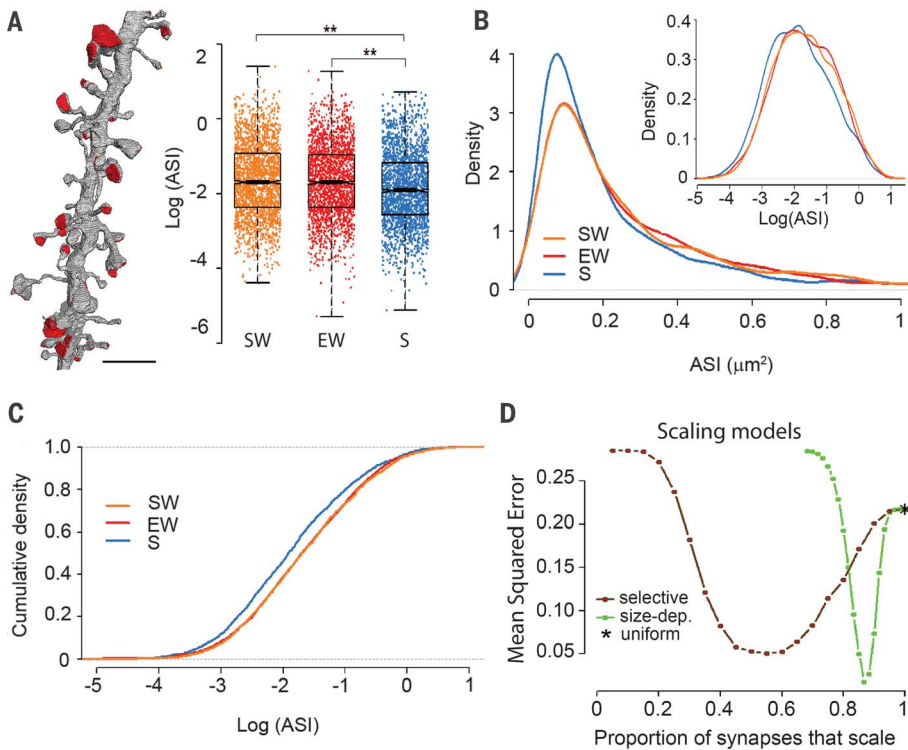 A
2
0
-2
-4
-6
Log (ASI)
**
**
SW
EW
S
B
4
3
2
1
0
Density
SW
EW
S
0
0.2
0.4
0.6
0.8
1
ASI (μm²)
0.4
0.3
0.2
0.1
0
Density
-5
-4
-3
-2
-1
0
1
Log(ASI)
C
1.0
0.8
0.6
0.4
0.2
0
Cumulative density
SW
EW
S
-5
-4
-3
-2
-1
0
1
Log (ASI)
D
Scaling models
0.25
0.20
0.15
0.10
0.05
Mean Squared Error
selective
size-dep.
* uniform
*
0
0.2
0.4
0.6
0.8
1
Proportion of synapses that scale